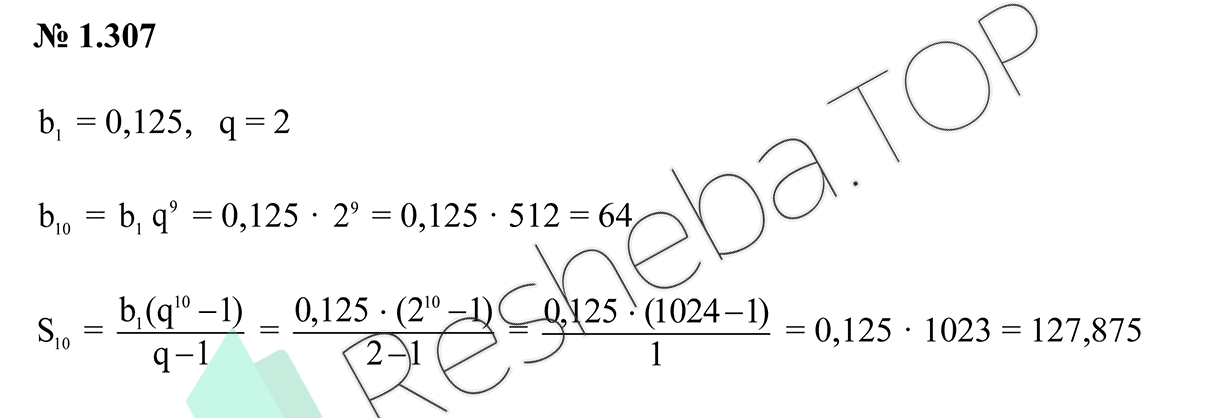 № 1.307
b₁ = 0,125, q = 2
b₁₀ = b₁ q⁹ = 0,125 · 2⁹ = 0,125 · 512 = 64
S₁₀ = b₁(q¹⁰ – 1) / q – 1 = 0,125 · (2¹⁰ – 1) / 2 – 1 = 0,125 · (1024 – 1) / 1 = 0,125 · 1023 = 127,875
Resheba.TOP